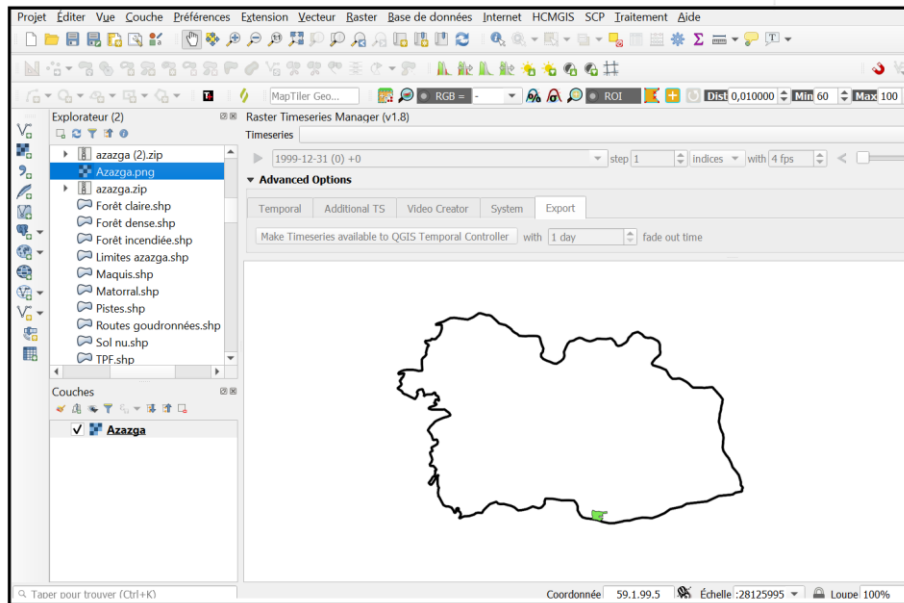 Projet Éditer Vue Couche Préférences Extension Vecteur Raster Base de données Internet HCMGIS SCP Traitement Aide
MapTiler Geo... RGB = - ROI Dist 0,010000 Min 60 Max 100
Explorateur (2)
azazga (2).zip
Azazga.png
azazga.zip
Forêt claire.shp
Forêt dense.shp
Forêt incendiée.shp
Limites azazga.shp
Maquis.shp
Matorral.shp
Pistes.shp
Routes goudronnées.shp
Sol nu.shp
TPF.shp
Couches
Azazga
Raster Timeseries Manager (v1.8)
Timeseries
1999-12-31 (0) +0 step 1 indices with 4 fps <
Advanced Options
Temporal Additional TS Video Creator System Export
Make Timeseries available to QGIS Temporal Controller with 1 day fade out time
Taper pour trouver (Ctrl+K) Coordonnée 59.1.99.5 Échelle :28125995 Loupe 100%